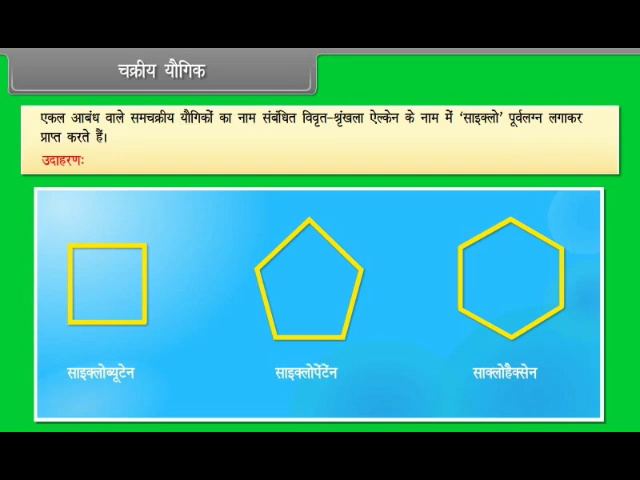 चक्रीय यौगिक
एकल आबंध वाले समचक्रीय यौगिकों का नाम संबंधित विवृत-श्रृंखला ऐल्केन के नाम में ‘साइक्लो’ पूर्वलग्न लगाकर
प्राप्त करते हैं।
उदाहरणः
साइक्लोब्यूटेन साइक्लोपेंटेंन साक्लोहैक्सेन